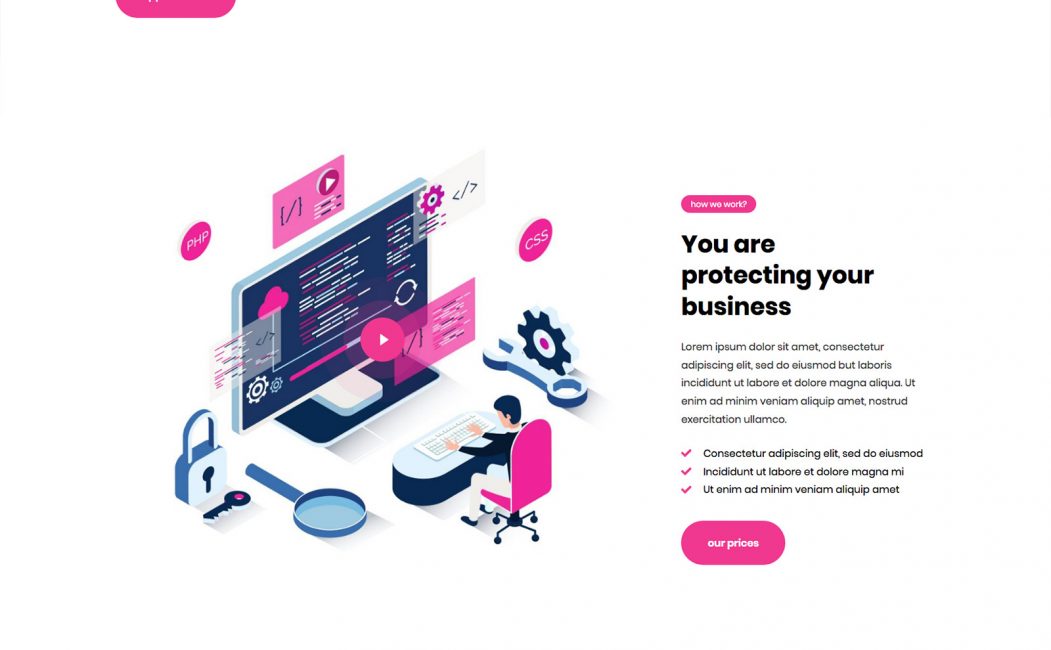 {/}
</>
PHP
CSS
</>
how we work?
You are
protecting your
business
Lorem ipsum dolor sit amet, consectetur
adipiscing elit, sed do eiusmod but laboris
incididunt ut labore et dolore magna aliqua. Ut
enim ad minim veniam aliquip amet, nostrud
exercitation ullamco.
Consectetur adipiscing elit, sed do eiusmod
Incididunt ut labore et dolore magna mi
Ut enim ad minim veniam aliquip amet
our prices